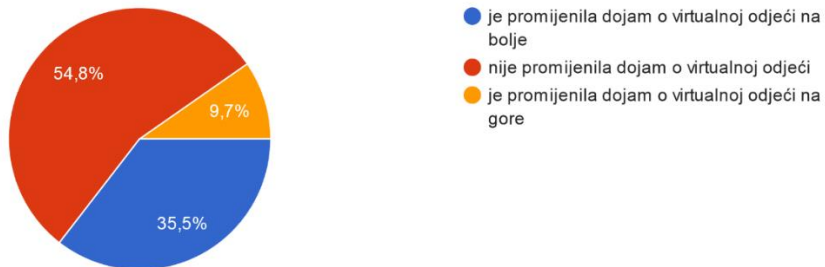 54,8%
9,7%
35,5%
je promijenila dojam o virtualnoj odjeći na
bolje
nije promijenila dojam o virtualnoj odjeći
je promijenila dojam o virtualnoj odjeći na
gore